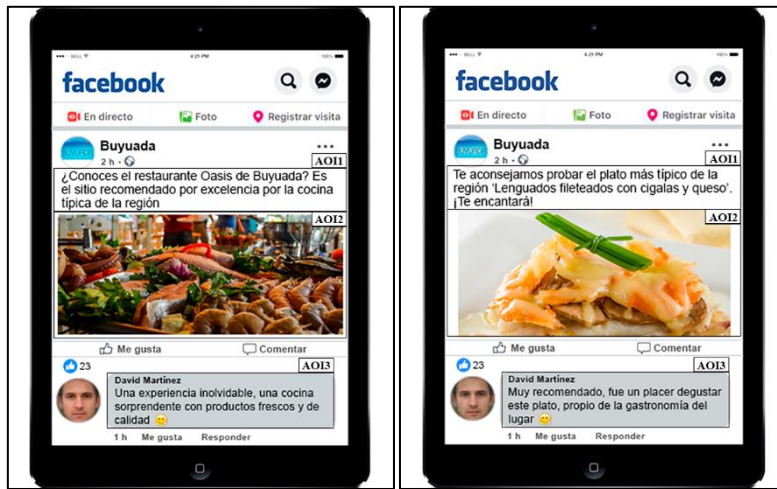 4:21 PM
100%
facebook
En directo Foto Registrar visita
Buyuada
2 h ·
AOI1
¿Conoces el restaurante Oasis de Buyuada? Es
el sitio recomendado por excelencia por la cocina
típica de la región
AOI2
Me gusta Comentar
23
AOI3
David Martínez
Una experiencia inolvidable, una cocina
sorprendente con productos frescos y de
calidad
1 h Me gusta Responder
4:21 PM
100%
facebook
En directo Foto Registrar visita
Buyuada
2 h ·
AOI1
Te aconsejamos probar el plato más típico de la
región ‘Lenguados fileteados con cigalas y queso’.
¡Te encantará!
AOI2
Me gusta Comentar
23
AOI3
David Martínez
Muy recomendado, fue un placer degustar
este plato, propio de la gastronomía del
lugar
1 h Me gusta Responder